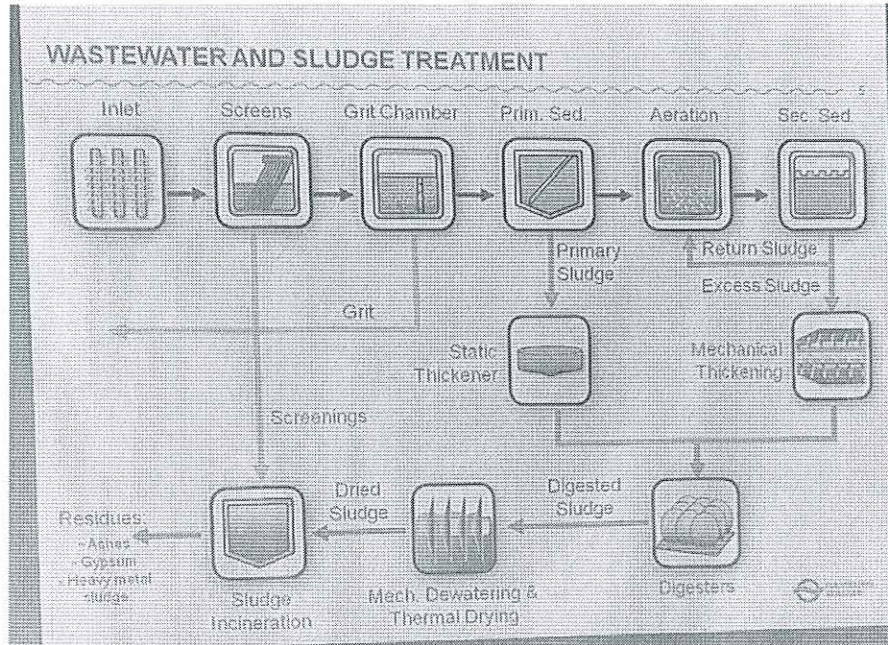 WASTEWATER AND SLUDGE TREATMENT
5
Inlet
Screens
Grit Chamber
Prim. Sed.
Aeration
Sec. Sed.
Primary
Sludge
Return Sludge
Excess Sludge
Grit
Static
Thickener
Mechanical
Thickening
Screenings
Dried
Sludge
Digested
Sludge
Residues:
- Ashes
- Gypsum
- Heavy metal
sludge
Sludge
Incineration
Mech. Dewatering &
Thermal Drying
Digesters